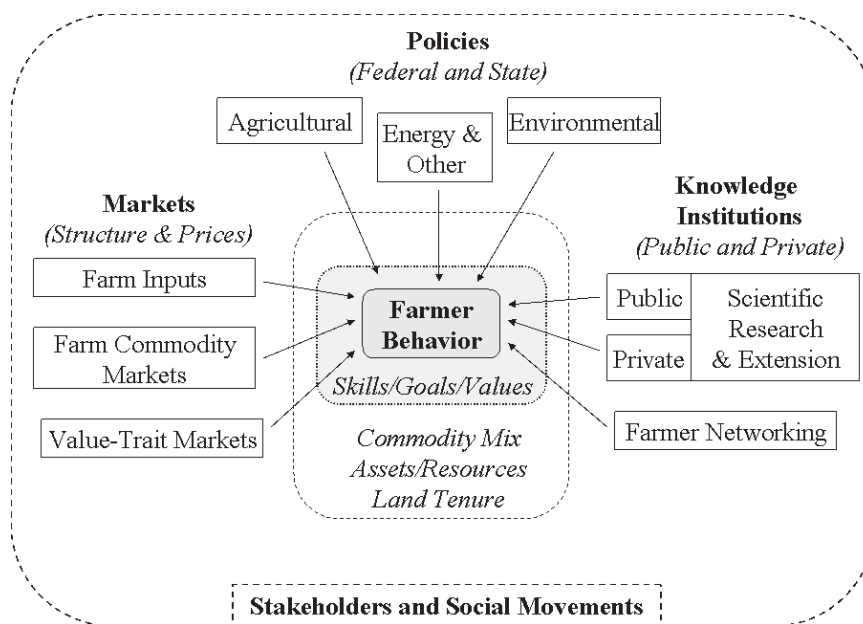 Policies
(Federal and State)
Agricultural
Energy &
Other
Environmental
Markets
(Structure & Prices)
Farm Inputs
Farm Commodity
Markets
Value-Trait Markets
Farmer
Behavior
Skills/Goals/Values
Commodity Mix
Assets/Resources
Land Tenure
Knowledge
Institutions
(Public and Private)
Public
Private
Scientific
Research
& Extension
Farmer Networking
Stakeholders and Social Movements